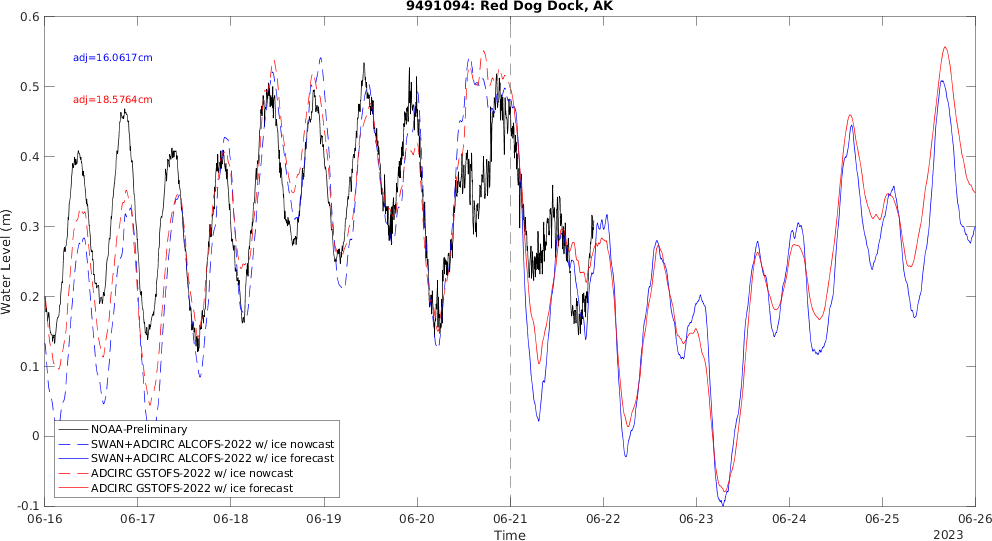 9491094: Red Dog Dock, AK
adj=16.0617cm
adj=18.5764cm
Water Level (m)
0.6
0.5
0.4
0.3
0.2
0.1
0
-0.1
NOAA-Preliminary
SWAN+ADCIRC ALCOFS-2022 w/ ice nowcast
SWAN+ADCIRC ALCOFS-2022 w/ ice forecast
ADCIRC GSTOFS-2022 w/ ice nowcast
ADCIRC GSTOFS-2022 w/ ice forecast
06-16 06-17 06-18 06-19 06-20 06-21 06-22 06-23 06-24 06-25 06-26
Time
2023